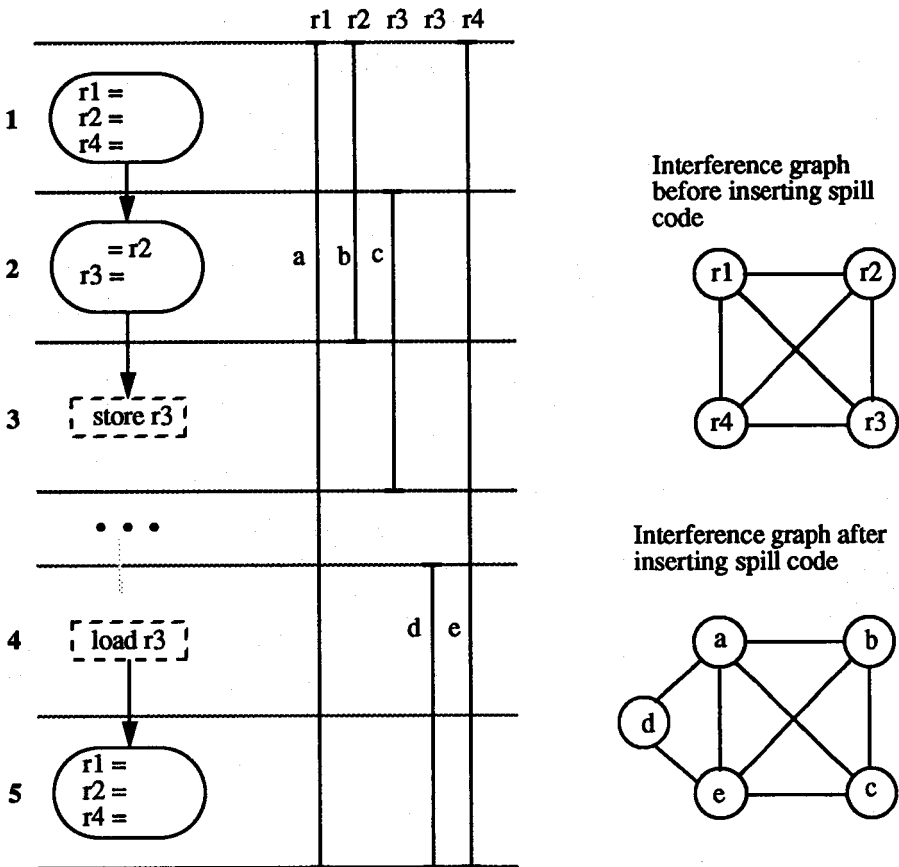 r1 r2 r3 r3 r4
1
r1 =
r2 =
r4 =
2
= r2
r3 =
a b c
3
store r3
• • •
4
load r3
d e
5
r1 =
r2 =
r4 =
Interference graph
before inserting spill
code
r1 r2
r4 r3
Interference graph after
inserting spill code
a b
d
e c